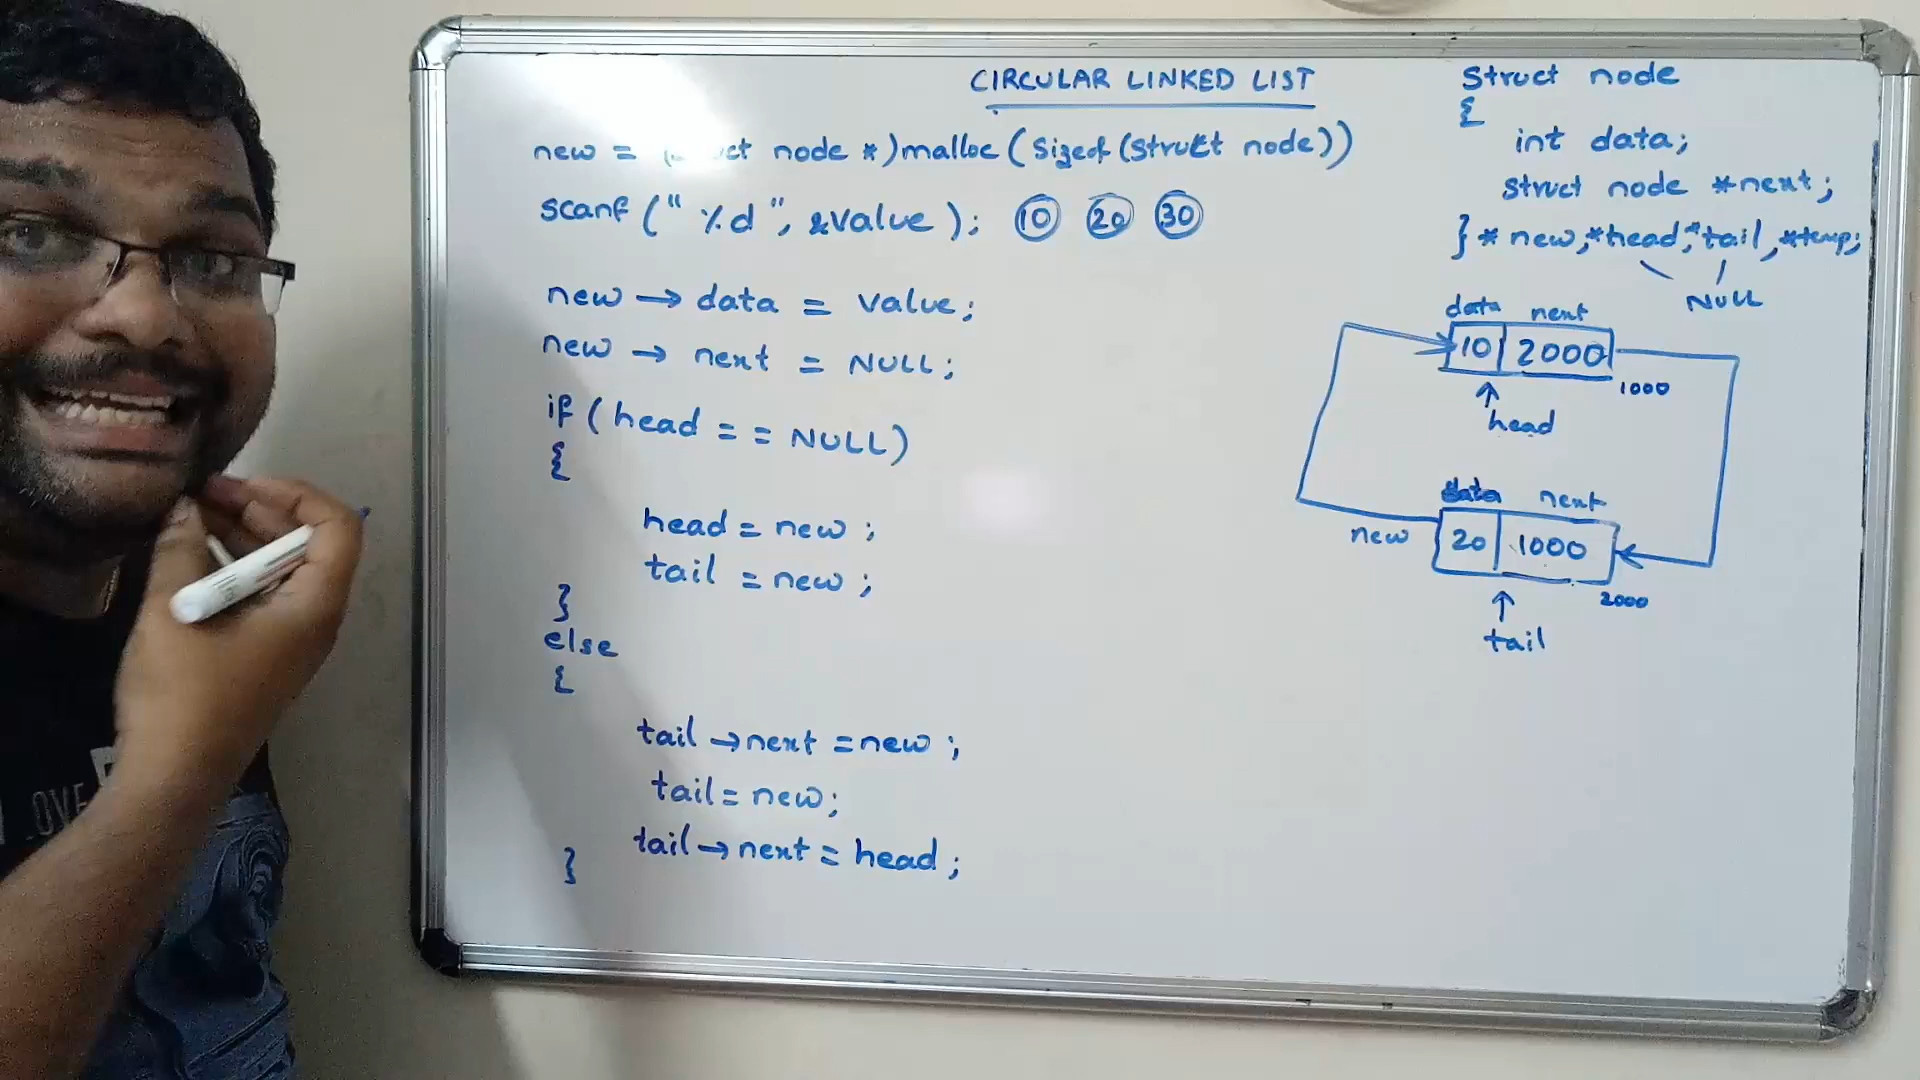 CIRCULAR LINKED LIST
new = ct node *)malloc(sizeof(struct node))
scanf("%d", &value); 10 20 30
new → data = value;
new → next = NULL;
if(head == NULL)
{
head = new;
tail = new;
}
else
{
tail → next = new;
tail = new;
tail → next = head;
}
struct node
{
int data;
struct node *next;
}*new,*head,*tail,*temp;
NULL
data next
10 2000
1000
head
data next
new 20 1000
2000
tail
OVE